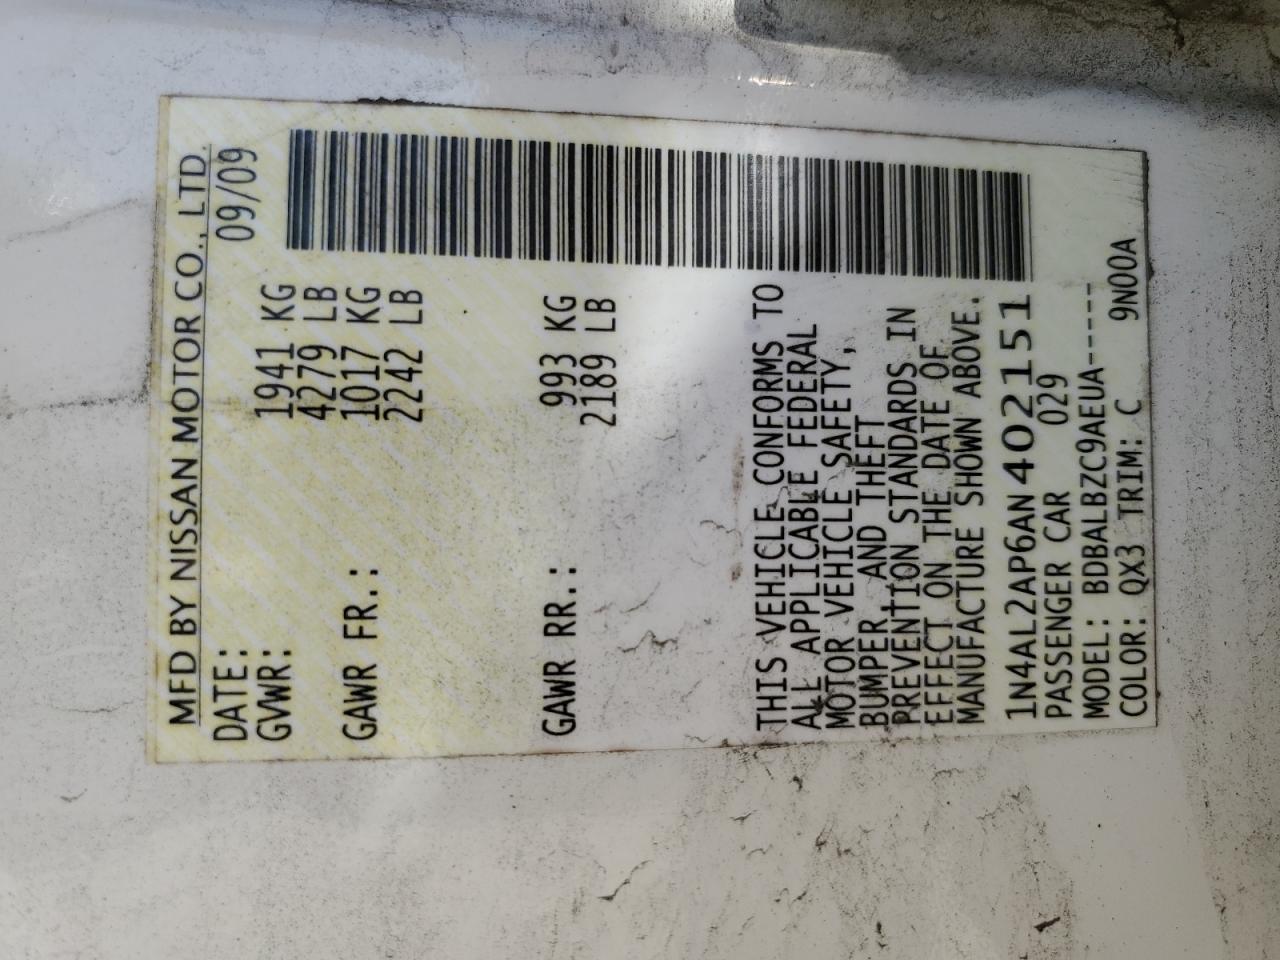 MFD BY NISSAN MOTOR CO., LTD.
DATE: 09/09
GVWR: 1941 KG
4279 LB
GAWR FR.: 1017 KG
2242 LB
GAWR RR.: 993 KG
2189 LB
THIS VEHICLE CONFORMS TO
ALL APPLICABLE FEDERAL
MOTOR VEHICLE SAFETY,
BUMPER AND THEFT
PREVENTION STANDARDS IN
EFFECT ON THE DATE OF
MANUFACTURE SHOWN ABOVE.
1N4AL2AP6AN402151
PASSENGER CAR 029
MODEL: BDBALBZC9AEUA-----
COLOR: QX3 TRIM: C 9N00A